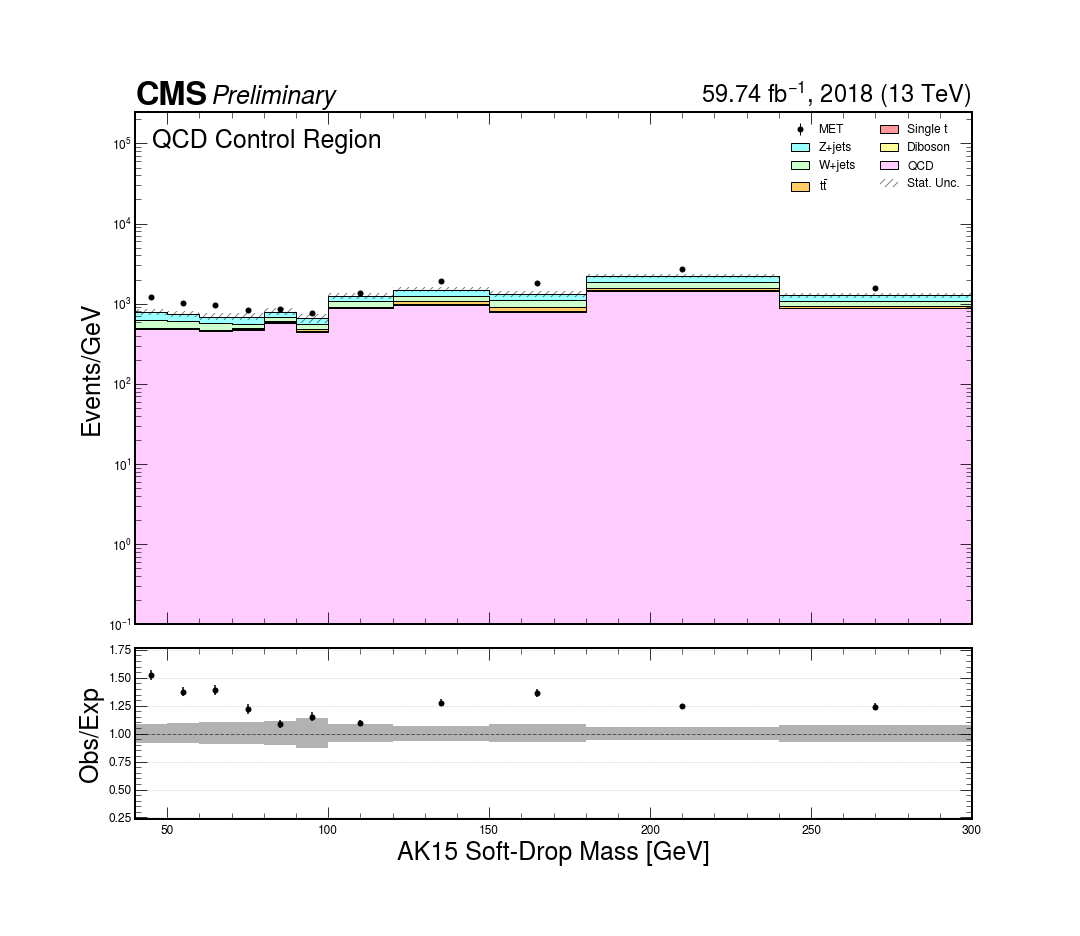 CMS Preliminary
59.74 fb⁻¹, 2018 (13 TeV)
QCD Control Region
MET
Z+jets
W+jets
tt̄
Single t
Diboson
QCD
Stat. Unc.
Events/GeV
10⁵
10⁴
10³
10²
10¹
10⁰
10⁻¹
Obs/Exp
1.75
1.50
1.25
1.00
0.75
0.50
0.25
50 100 150 200 250 300
AK15 Soft-Drop Mass [GeV]